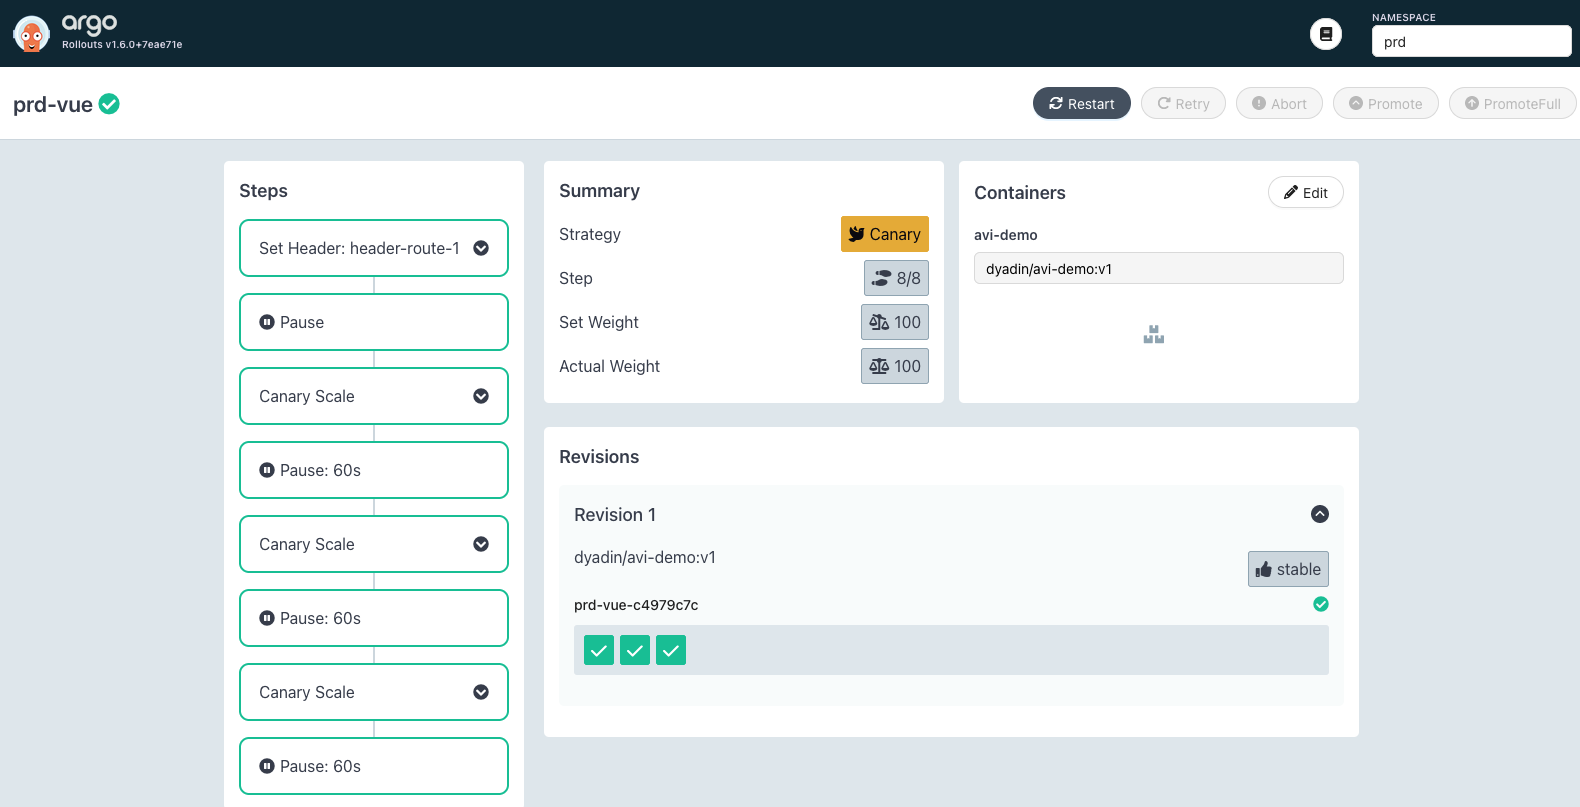 argo
Rollouts v1.6.0+7eae71e
NAMESPACE
prd
prd-vue
Restart
Retry
Abort
Promote
PromoteFull
Steps
Set Header: header-route-1
Pause
Canary Scale
Pause: 60s
Canary Scale
Pause: 60s
Canary Scale
Pause: 60s
Summary
Strategy Canary
Step 8/8
Set Weight 100
Actual Weight 100
Containers
Edit
avi-demo
dyadin/avi-demo:v1
Revisions
Revision 1
dyadin/avi-demo:v1
stable
prd-vue-c4979c7c